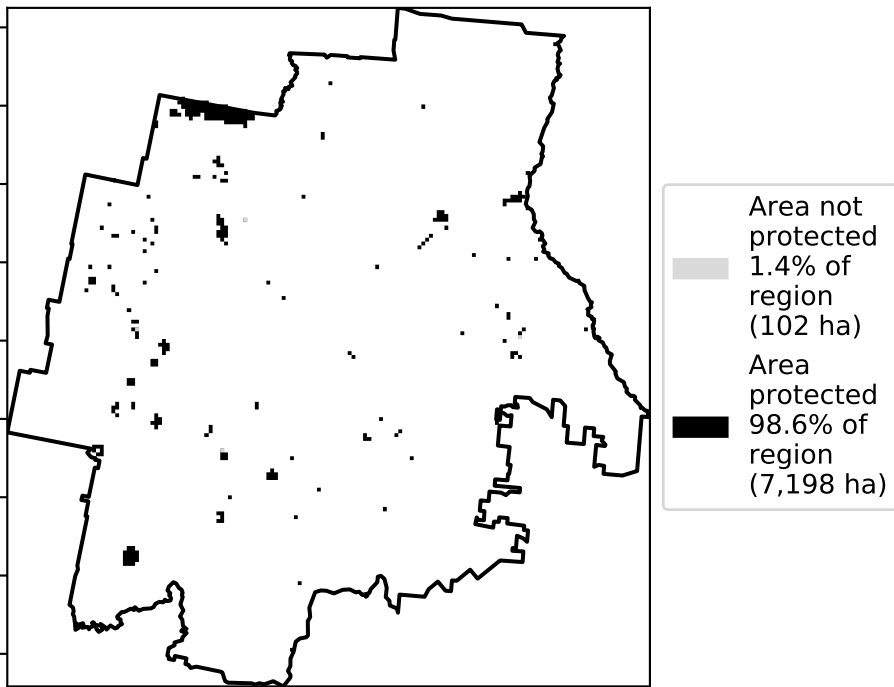 Area not
protected
1.4% of
region
(102 ha)
Area
protected
98.6% of
region
(7,198 ha)